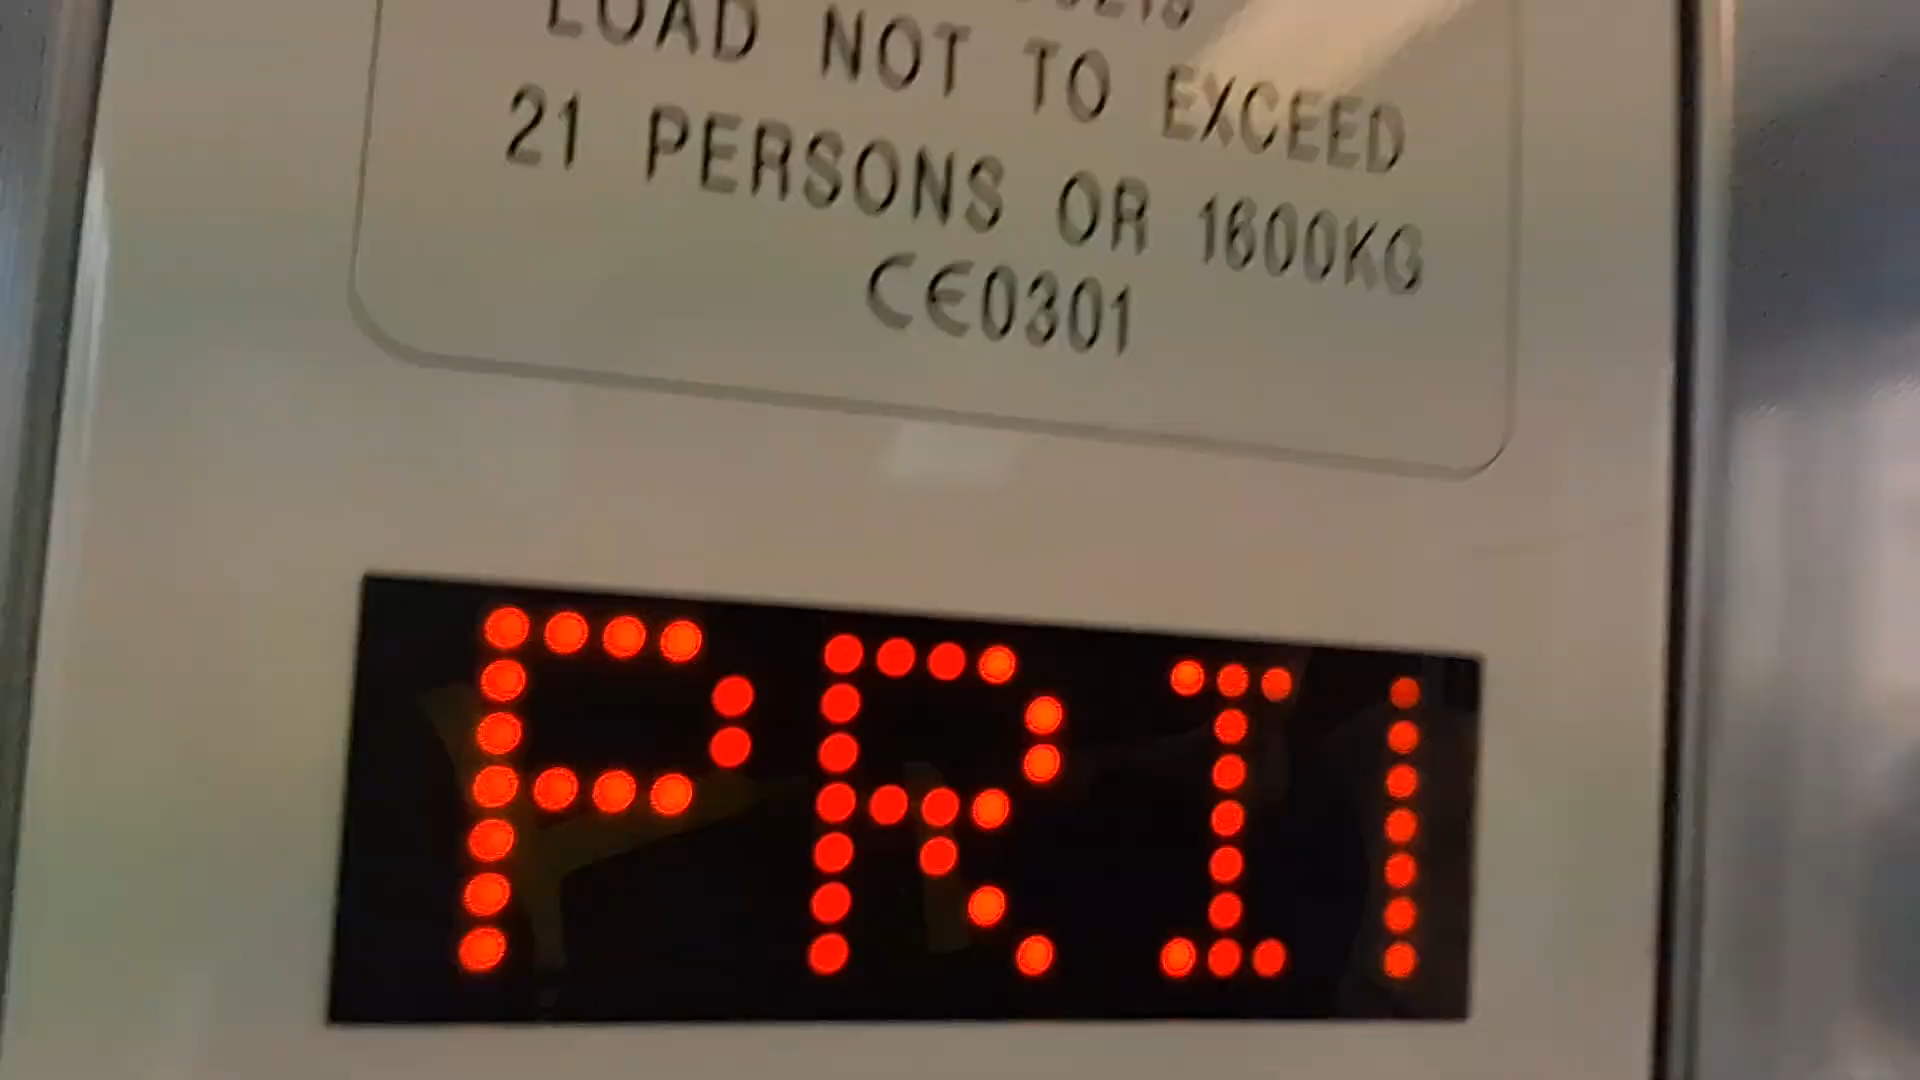 LOAD NOT TO EXCEED
21 PERSONS OR 1600KG
CE0301
PRI